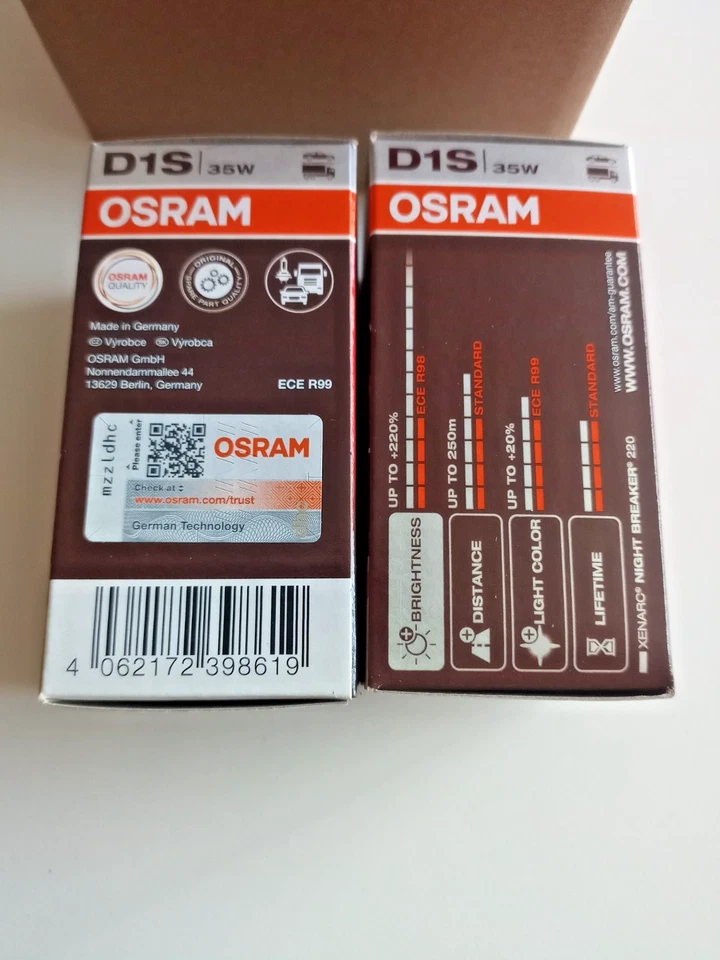 D1S 35W
OSRAM
OSRAM
QUALITY
ORIGINAL
SPARE PART QUALITY
Made in Germany
CZ Výrobce SK Výrobca
OSRAM GmbH
Nonnendammallee 44
13629 Berlin, Germany
ECE R99
mzzldhc
Please enter
OSRAM
Check at :
www.osram.com/trust
German Technology
4 062172 398619
D1S 35W
OSRAM
BRIGHTNESS
UP TO +220%
ECE R98
DISTANCE
UP TO 250m
STANDARD
LIGHT COLOR
UP TO +20%
ECE R99
LIFETIME
STANDARD
XENARC® NIGHT BREAKER® 220
www.osram.com/am-guarantee
WWW.OSRAM.COM